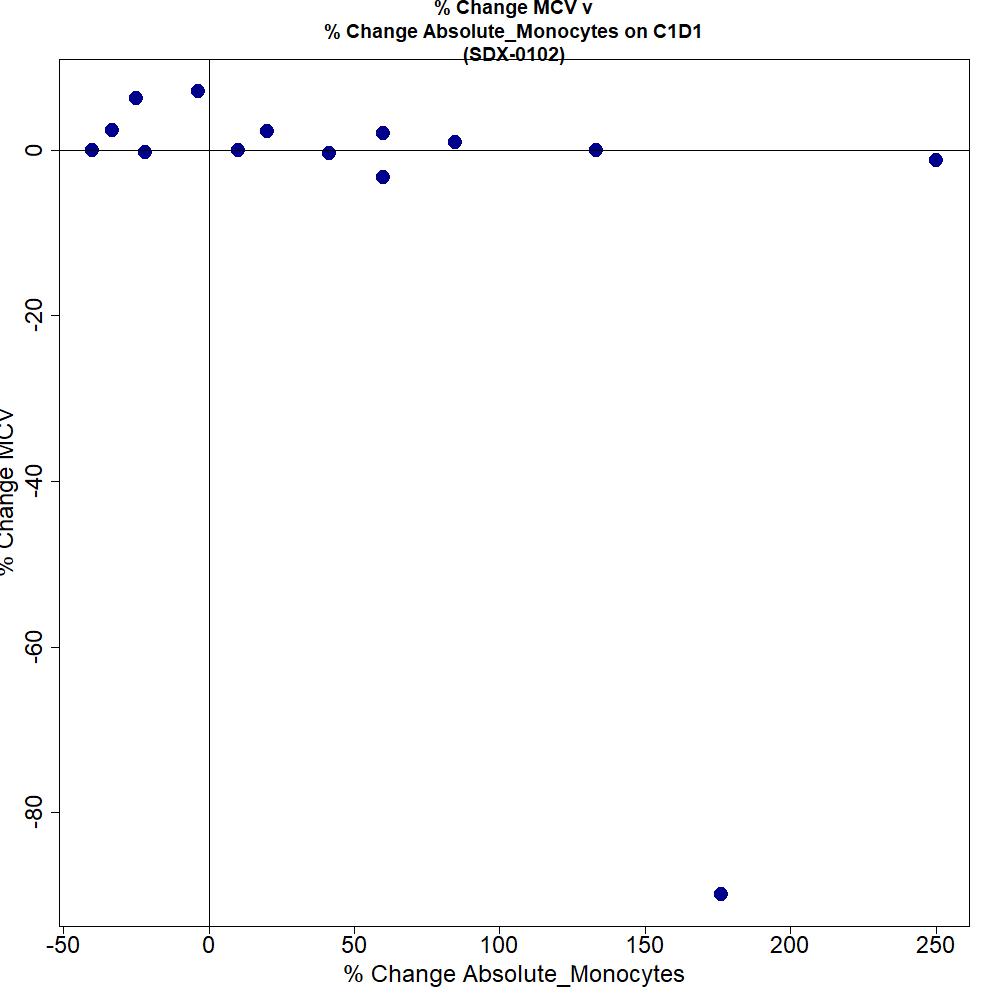 % Change MCV v
% Change Absolute_Monocytes on C1D1
(SDX-0102)
0
-20
-40
-60
-80
% Change MCV
-50
0
50
100
150
200
250
% Change Absolute_Monocytes